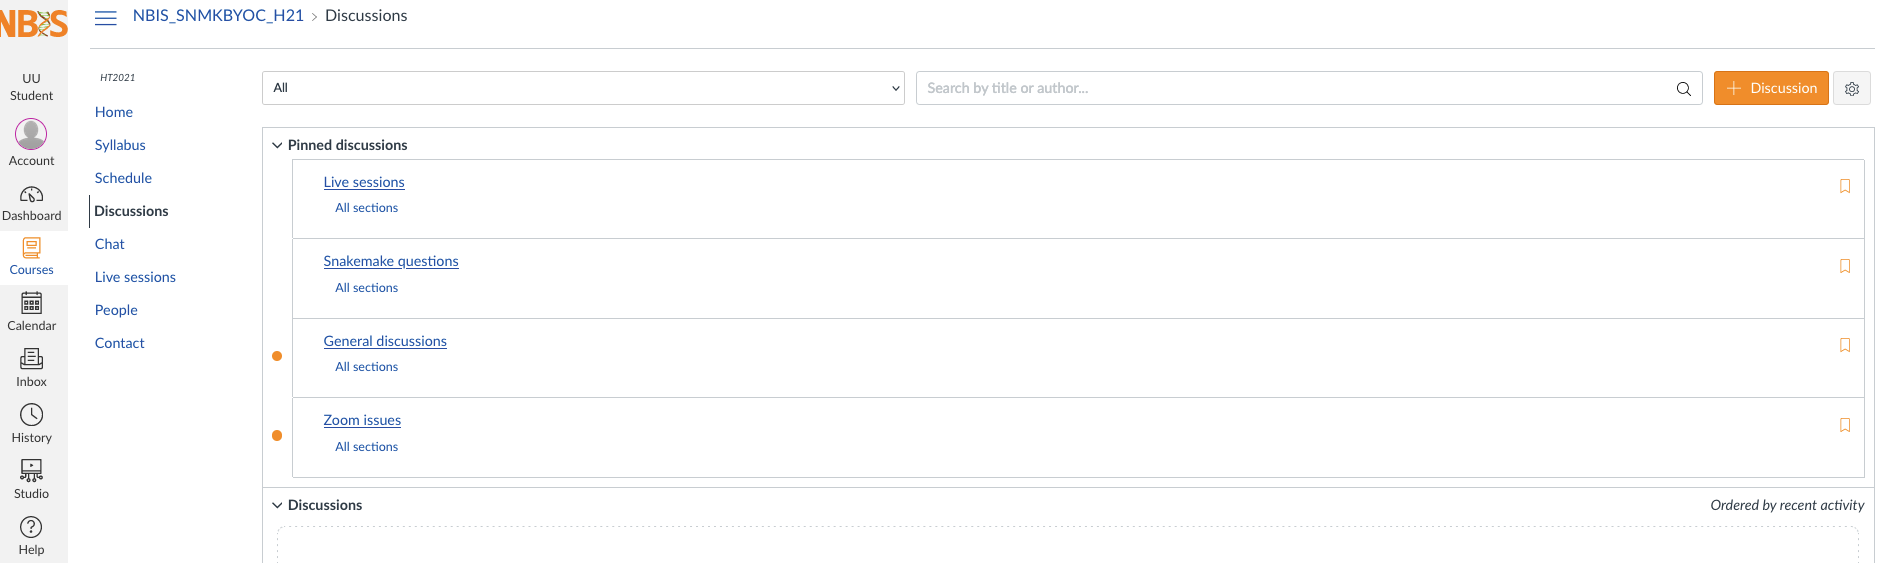 NBIS
NBIS_SNMKBYOC_H21 > Discussions
UU
Student
Account
Dashboard
Courses
Calendar
Inbox
History
Studio
Help
HT2021
Home
Syllabus
Schedule
Discussions
Chat
Live sessions
People
Contact
All
Search by title or author...
+ Discussion
Pinned discussions
Live sessions
All sections
Snakemake questions
All sections
General discussions
All sections
Zoom issues
All sections
Discussions
Ordered by recent activity